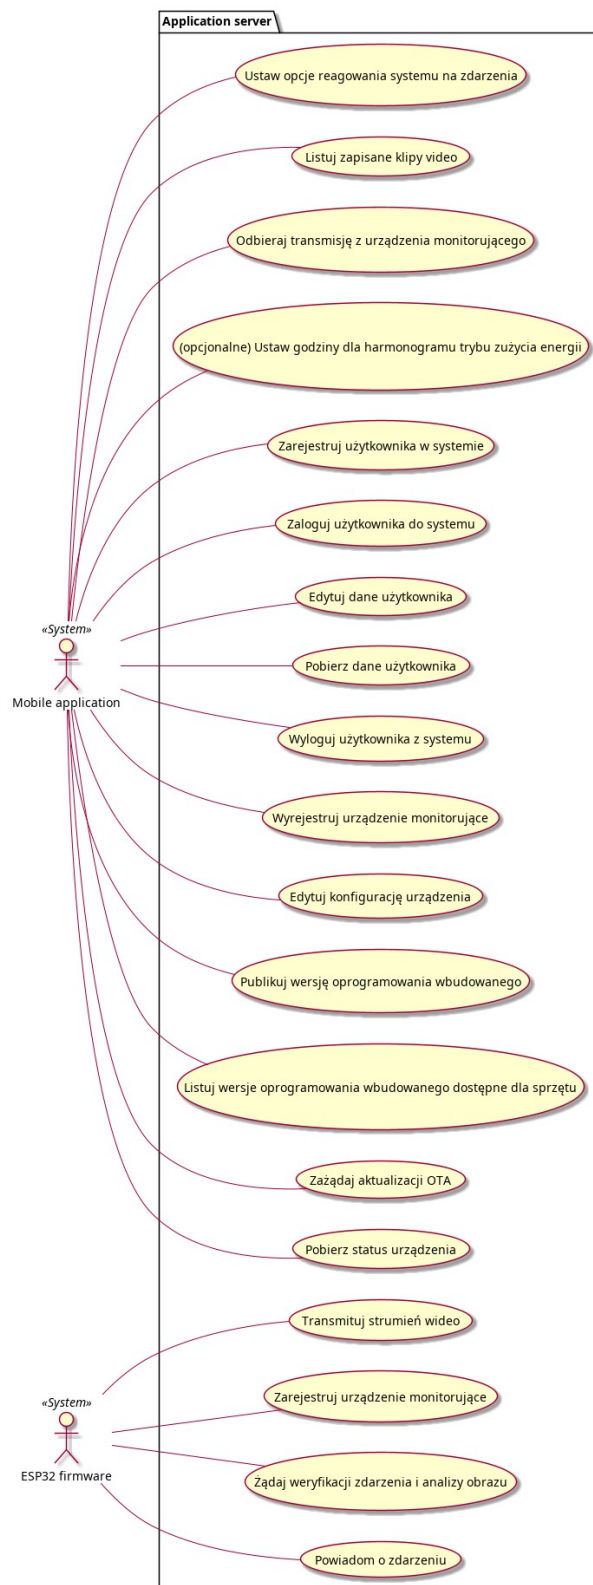 Application server
Ustaw opcje reagowania systemu na zdarzenia
Listuj zapisane klipy video
Odbieraj transmisję z urządzenia monitorującego
(opcjonalne) Ustaw godziny dla harmonogramu trybu zużycia energii
Zarejestruj użytkownika w systemie
Zaloguj użytkownika do systemu
Edytuj dane użytkownika
«System»
Mobile application
Pobierz dane użytkownika
Wyloguj użytkownika z systemu
Wyrejestruj urządzenie monitorujące
Edytuj konfigurację urządzenia
Publikuj wersję oprogramowania wbudowanego
Listuj wersje oprogramowania wbudowanego dostępne dla sprzętu
Zażądaj aktualizacji OTA
Pobierz status urządzenia
Transmituj strumień wideo
«System»
ESP32 firmware
Zarejestruj urządzenie monitorujące
Żądaj weryfikacji zdarzenia i analizy obrazu
Powiadom o zdarzeniu